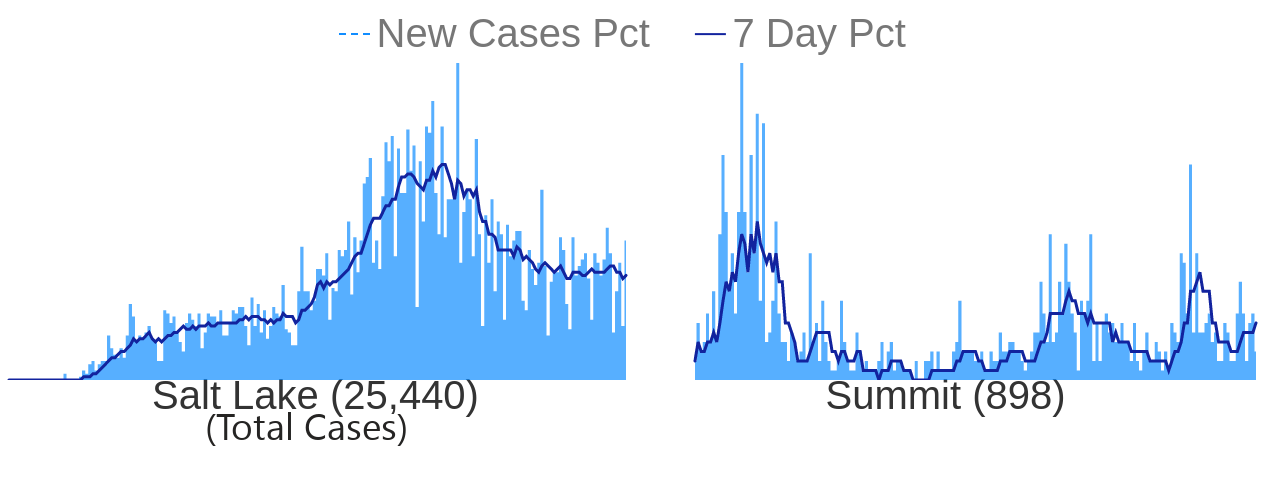 New Cases Pct 7 Day Pct
Salt Lake (25,440) Summit (898)
(Total Cases)